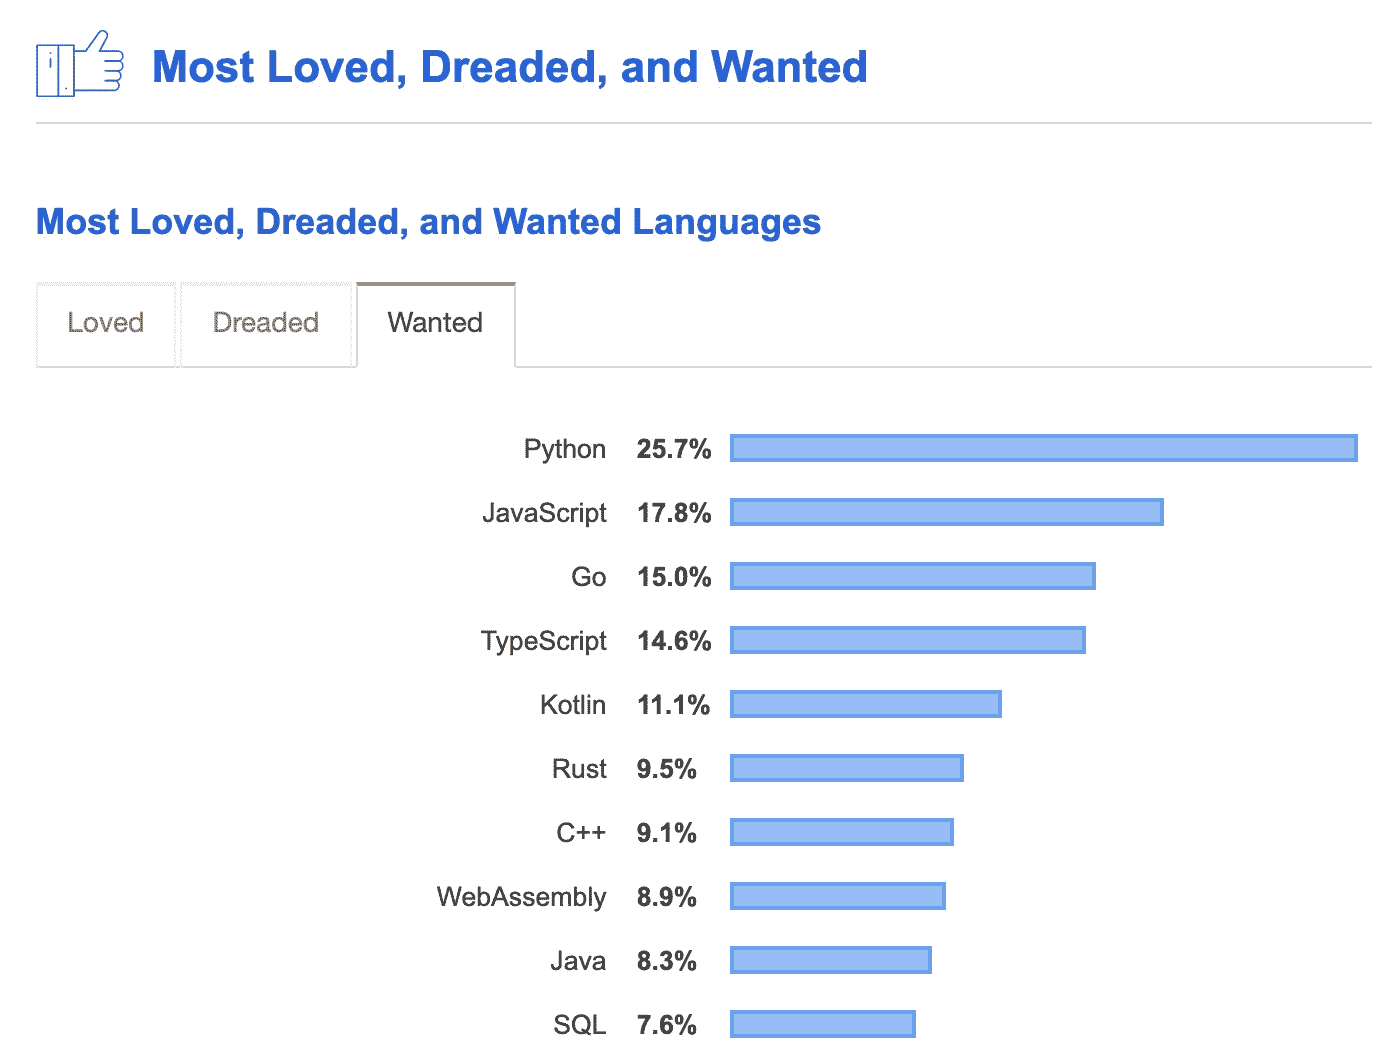 Most Loved, Dreaded, and Wanted
Most Loved, Dreaded, and Wanted Languages
Loved Dreaded Wanted
Python 25.7%
JavaScript 17.8%
Go 15.0%
TypeScript 14.6%
Kotlin 11.1%
Rust 9.5%
C++ 9.1%
WebAssembly 8.9%
Java 8.3%
SQL 7.6%